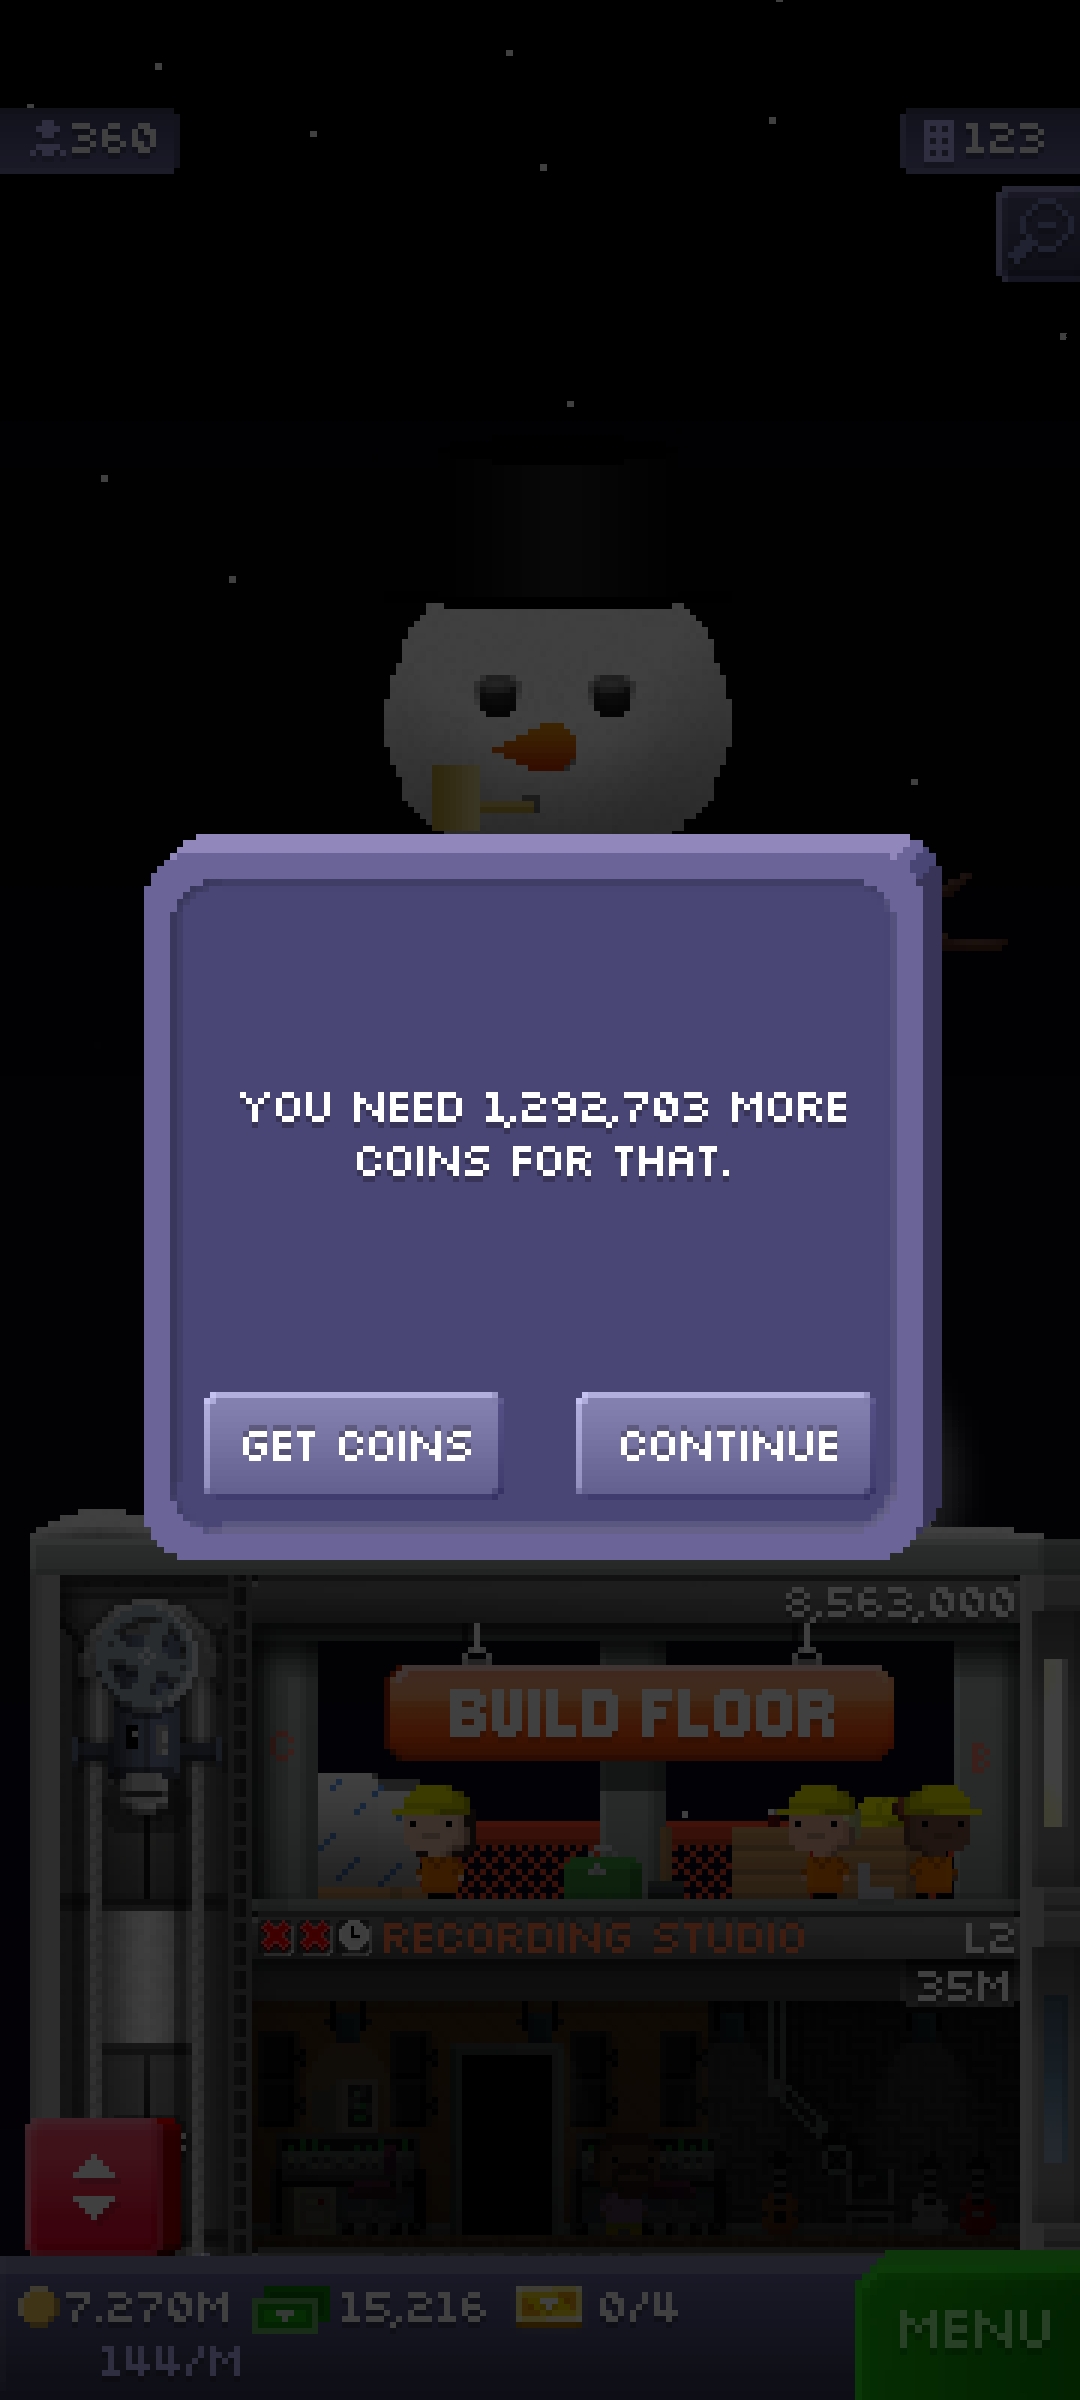 360
123
YOU NEED 1,292,703 MORE
COINS FOR THAT.
GET COINS
CONTINUE
8,563,000
BUILD FLOOR
C
B
RECORDING STUDIO
L2
35M
7.270M
15,216
0/4
144/M
MENU